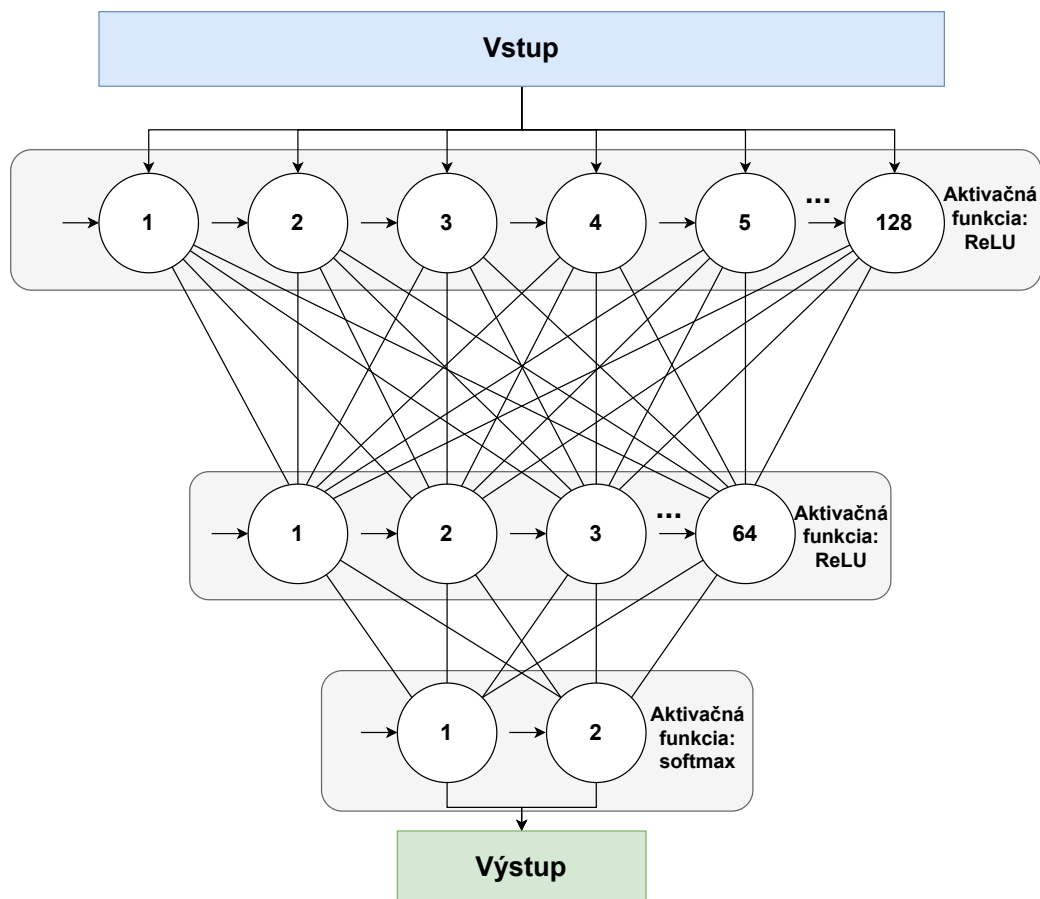 Vstup
1
2
3
4
5
...
128
Aktivačná
funkcia:
ReLU
1
2
3
...
64
Aktivačná
funkcia:
ReLU
1
2
Aktivačná
funkcia:
softmax
Výstup